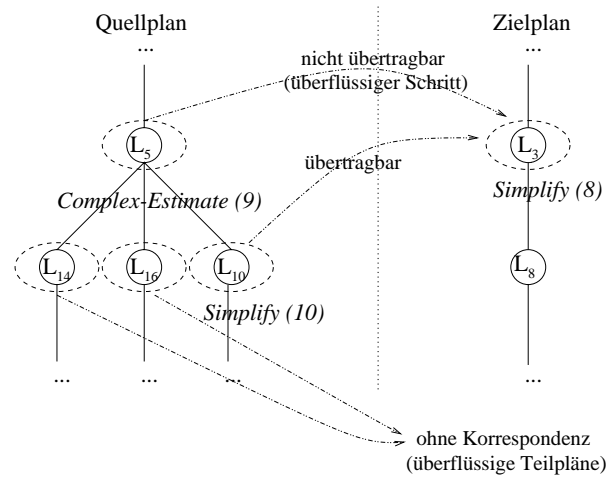 Quellplan
Zielplan
...
...
nicht übertragbar
(überflüssiger Schritt)
L5
L3
übertragbar
Complex-Estimate (9)
Simplify (8)
L14
L16
L10
L8
Simplify (10)
...
...
...
...
ohne Korrespondenz
(überflüssige Teilpläne)